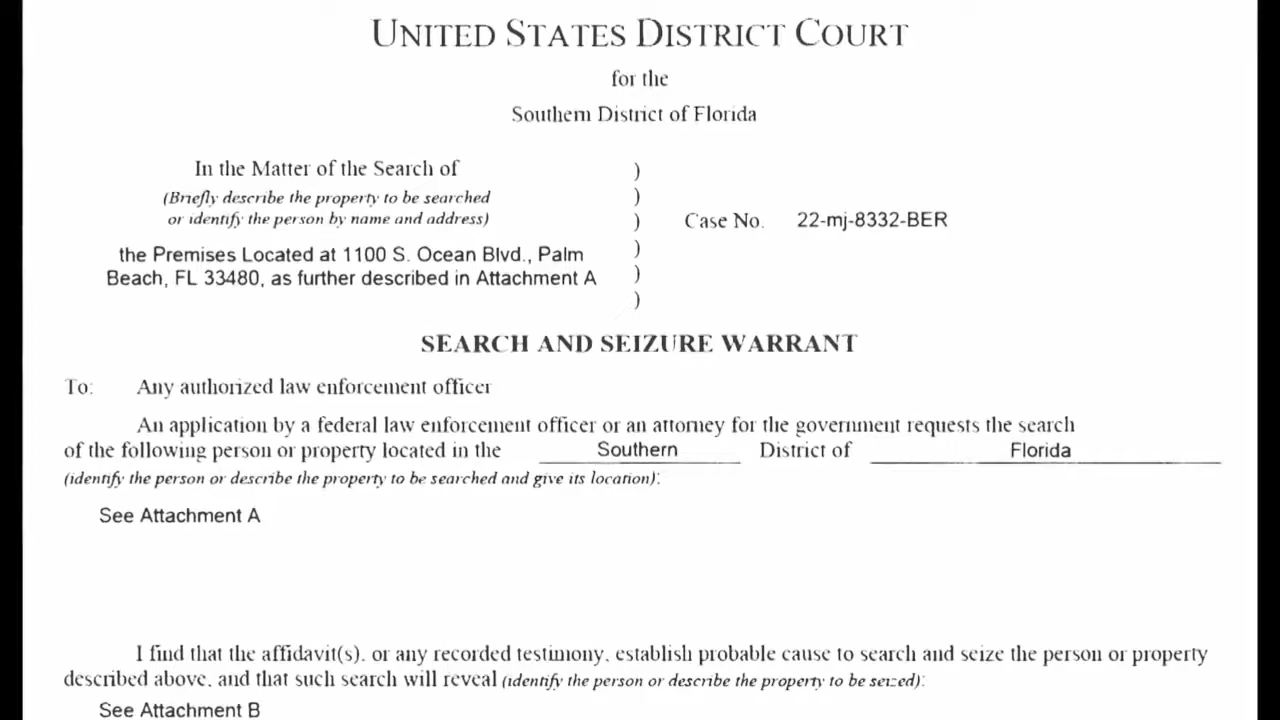 UNITED STATES DISTRICT COURT
for the
Southern District of Florida
In the Matter of the Search of
(Briefly describe the property to be searched
or identify the person by name and address)
the Premises Located at 1100 S. Ocean Blvd., Palm
Beach, FL 33480, as further described in Attachment A
)
)
)
)
)
)
Case No. 22-mj-8332-BER
SEARCH AND SEIZURE WARRANT
To: Any authorized law enforcement officer
An application by a federal law enforcement officer or an attorney for the government requests the search
of the following person or property located in the Southern District of Florida
(identify the person or describe the property to be searched and give its location):
See Attachment A
I find that the affidavit(s), or any recorded testimony, establish probable cause to search and seize the person or property
described above, and that such search will reveal (identify the person or describe the property to be seized):
See Attachment B